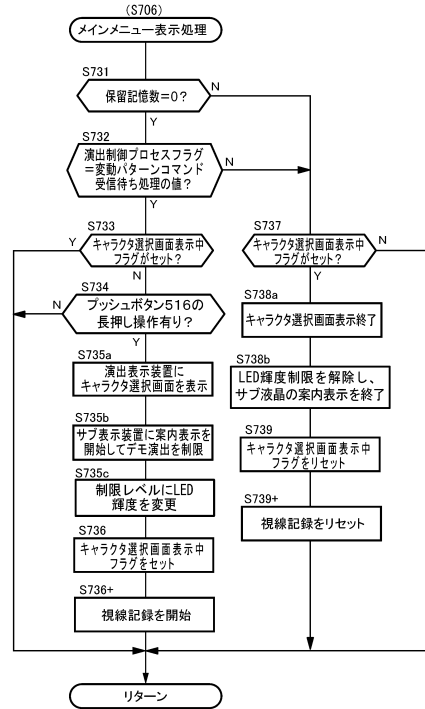 (S706)
メインメニュー表示処理
S731
保留記憶数=0?
N
Y
S732
演出制御プロセスフラグ
=変動パターンコマンド
受信待ち処理の値?
N
Y
S733
キャラクタ選択画面表示中
フラグがセット?
Y
N
S734
プッシュボタン516の
長押し操作有り?
N
Y
S735a
演出表示装置に
キャラクタ選択画面を表示
S735b
サブ表示装置に案内表示を
開始してデモ演出を制限
S735c
制限レベルにLED
輝度を変更
S736
キャラクタ選択画面表示中
フラグをセット
S736+
視線記録を開始
S737
キャラクタ選択画面表示中
フラグがセット?
N
Y
S738a
キャラクタ選択画面表示終了
S738b
LED輝度制限を解除し、
サブ液晶の案内表示を終了
S739
キャラクタ選択画面表示中
フラグをリセット
S739+
視線記録をリセット
リターン